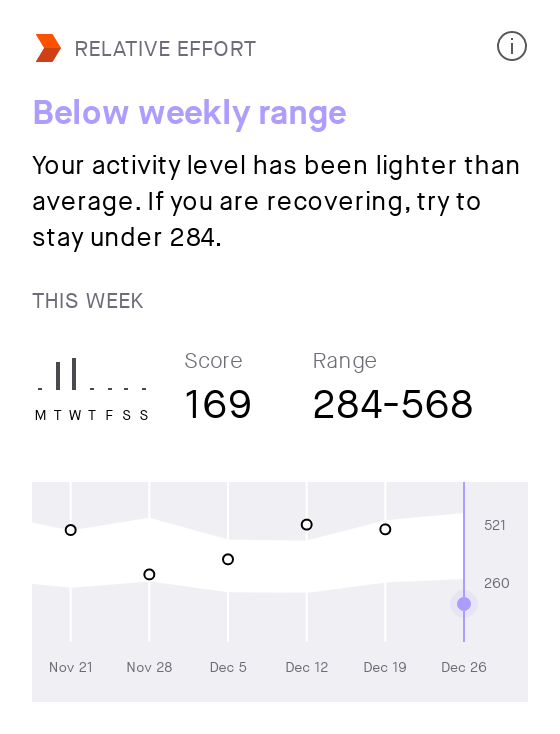 RELATIVE EFFORT
Below weekly range
Your activity level has been lighter than
average. If you are recovering, try to
stay under 284.
THIS WEEK
M T W T F S S
Score
169
Range
284-568
521
260
Nov 21 Nov 28 Dec 5 Dec 12 Dec 19 Dec 26